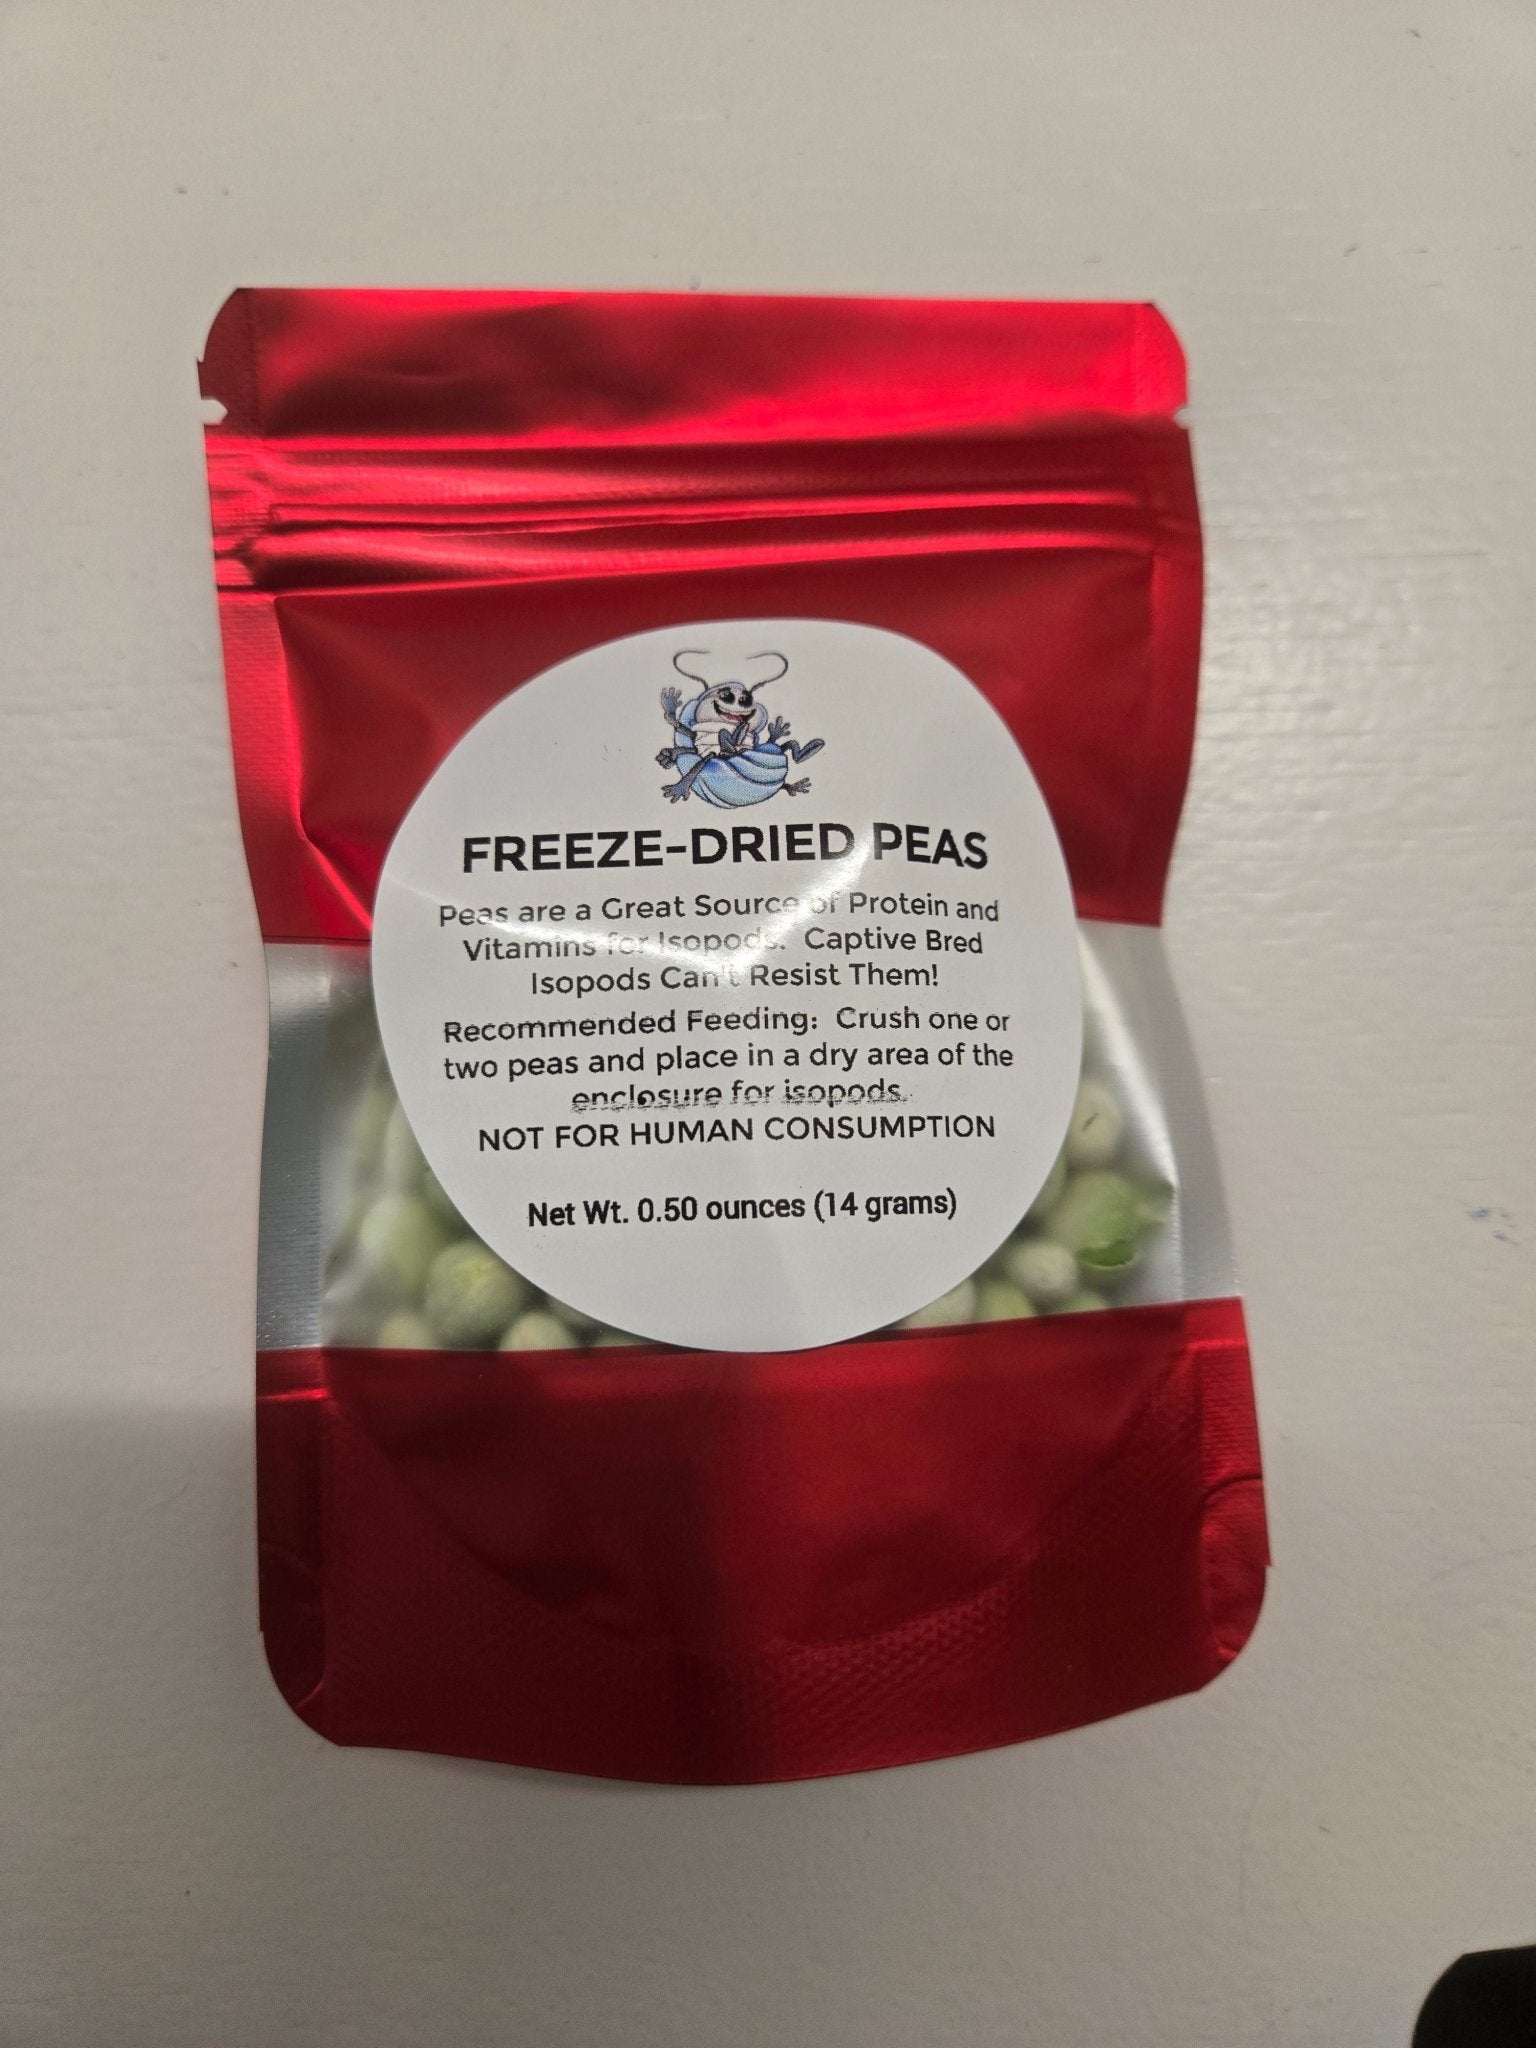 FREEZE-DRIED PEAS
Peas are a Great Source of Protein and
Vitamins for Isopods. Captive Bred
Isopods Can't Resist Them!
Recommended Feeding: Crush one or
two peas and place in a dry area of the
enclosure for isopods.
NOT FOR HUMAN CONSUMPTION
Net Wt. 0.50 ounces (14 grams)